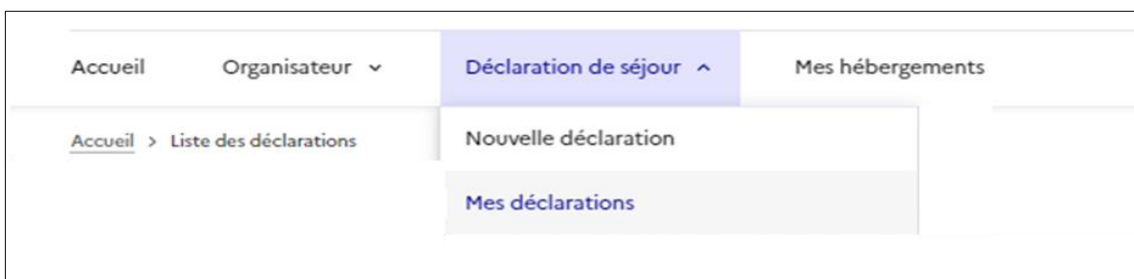 Accueil Organisateur Déclaration de séjour Mes hébergements
Accueil > Liste des déclarations
Nouvelle déclaration
Mes déclarations